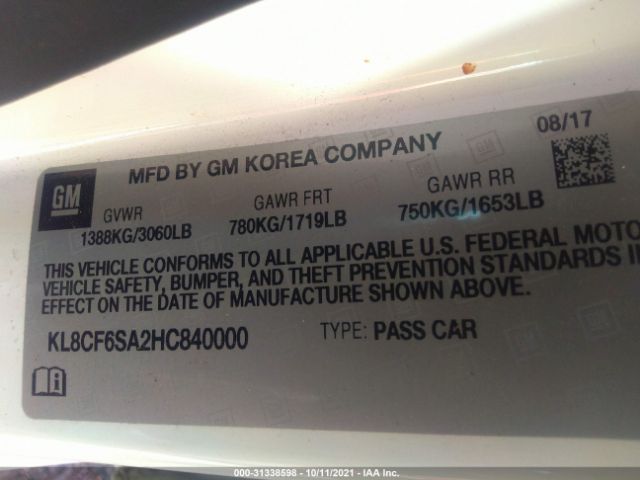 08/17
MFD BY GM KOREA COMPANY
GM
GVWR GAWR FRT GAWR RR
1388KG/3060LB 780KG/1719LB 750KG/1653LB
THIS VEHICLE CONFORMS TO ALL APPLICABLE U.S. FEDERAL MOTO
VEHICLE SAFETY, BUMPER, AND THEFT PREVENTION STANDARDS I
EFFECT ON THE DATE OF MANUFACTURE SHOWN ABOVE.
KL8CF6SA2HC840000 TYPE: PASS CAR
000-31338598 - 10/11/2021 - IAA Inc.